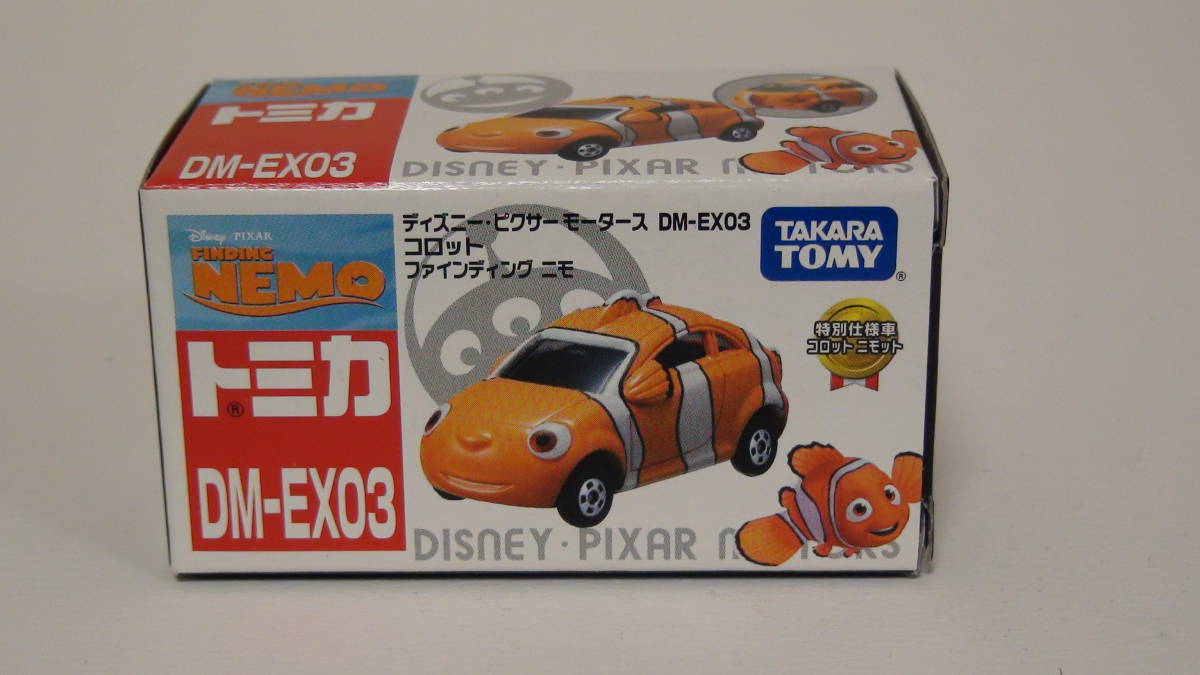 NEMO
トミカ
DM-EX03
DISNEY・PIXAR MOTORS
Disney・PIXAR
FINDING
NEMO
トミカ®
DM-EX03
ディズニー・ピクサー モータース DM-EX03
コロット
ファインディング ニモ
TAKARA
TOMY®
特別仕様車
コロット ニモット
DISNEY・PIXAR MOTORS